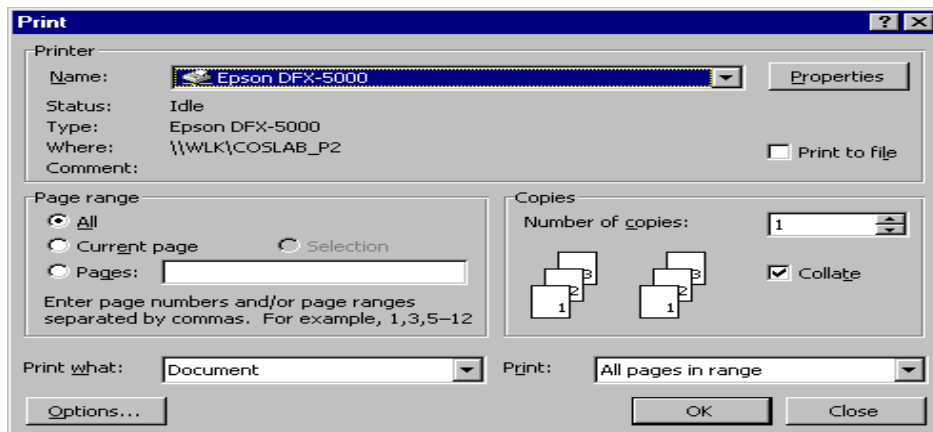 Print
Printer
Name: Epson DFX-5000 Properties
Status: Idle
Type: Epson DFX-5000
Where: \\WLK\COSLAB_P2 Print to file
Comment:
Page range
All
Current page Selection
Pages:
Enter page numbers and/or page ranges
separated by commas. For example, 1,3,5–12
Copies
Number of copies: 1
3 3
2 2
1 1
Collate
Print what: Document Print: All pages in range
Options... OK Close